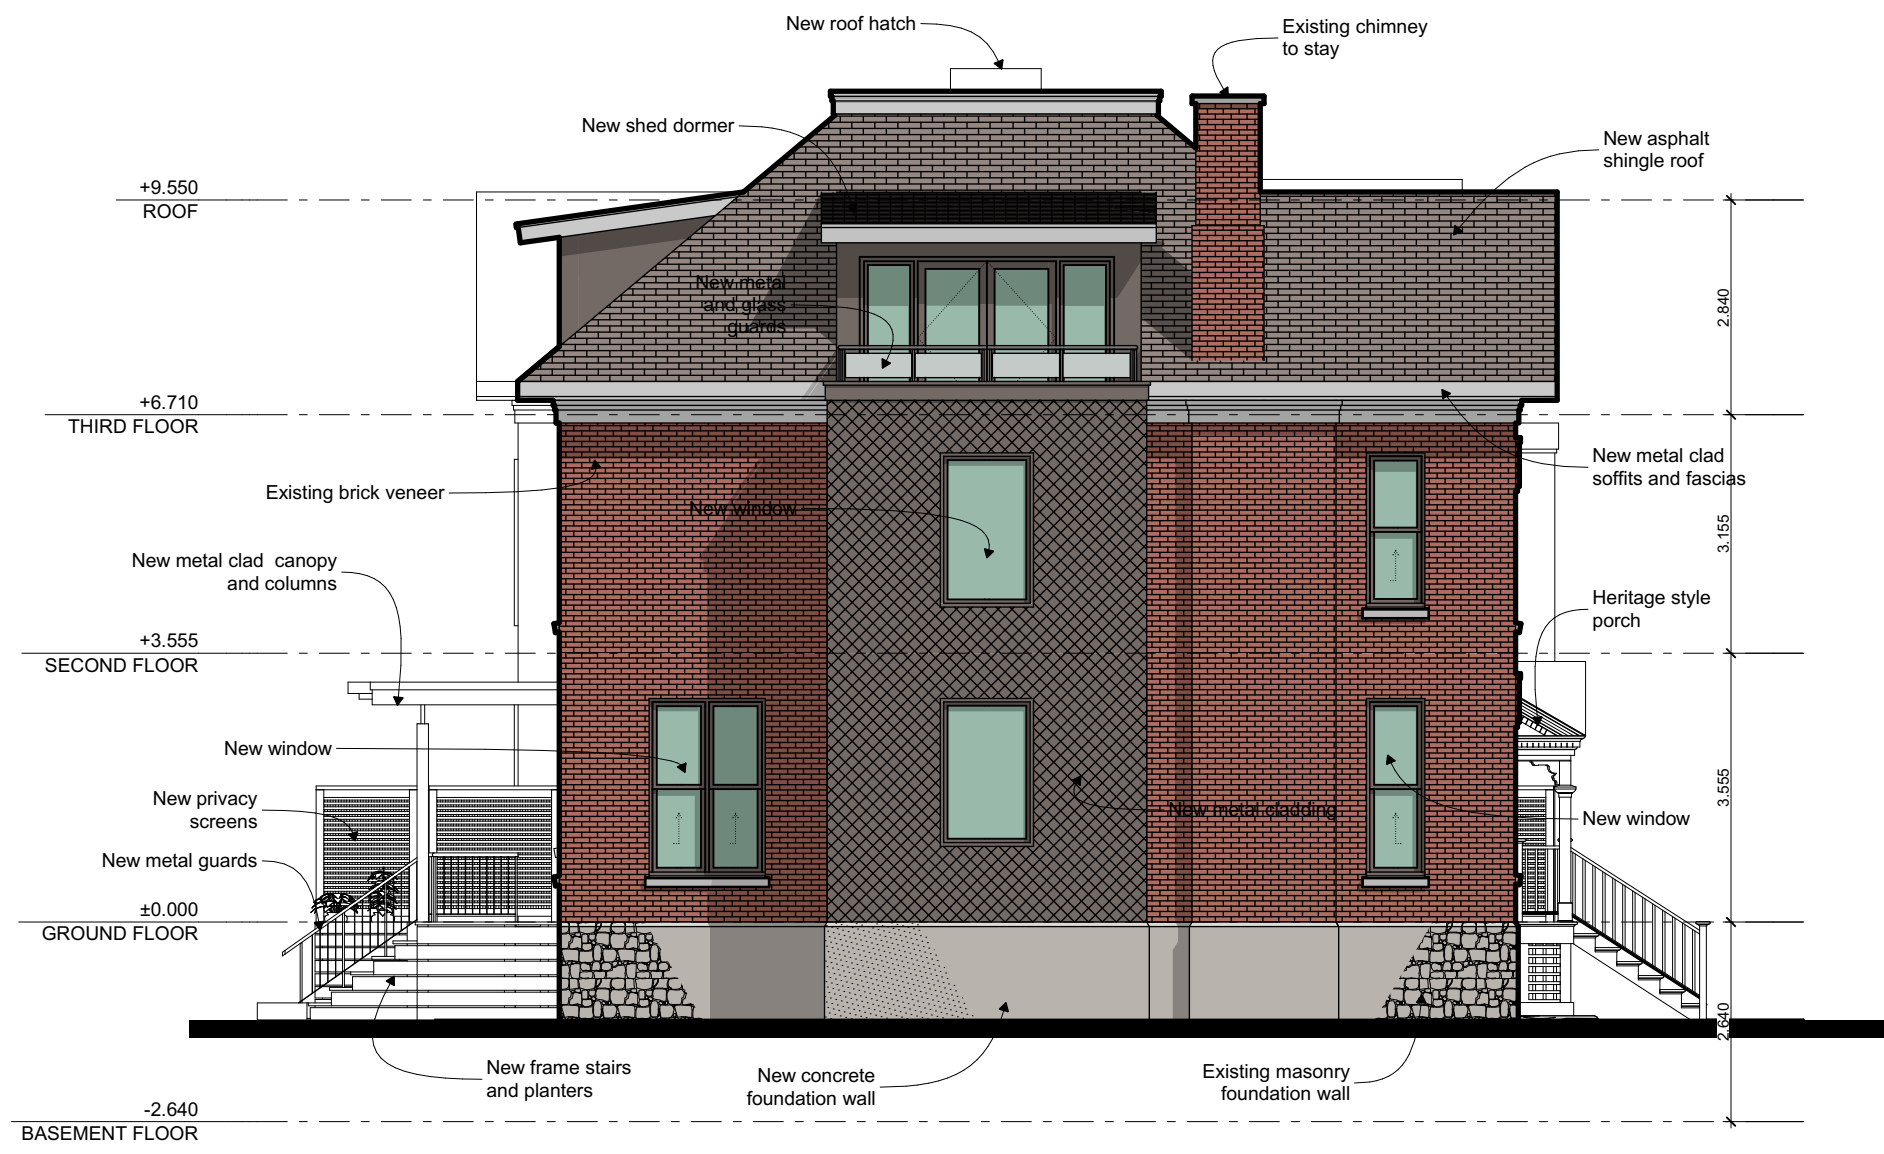 New roof hatch
Existing chimney
to stay
New shed dormer
New asphalt
shingle roof
+9.550
ROOF
New metal
and glass
guards
2.840
+6.710
THIRD FLOOR
New metal clad
soffits and fascias
Existing brick veneer
New window
3.155
New metal clad  canopy
and columns
Heritage style
porch
+3.555
SECOND FLOOR
New window
3.555
New privacy
screens
New metal cladding
New window
New metal guards
±0.000
GROUND FLOOR
2.640
New frame stairs
and planters
New concrete
foundation wall
Existing masonry
foundation wall
-2.640
BASEMENT FLOOR